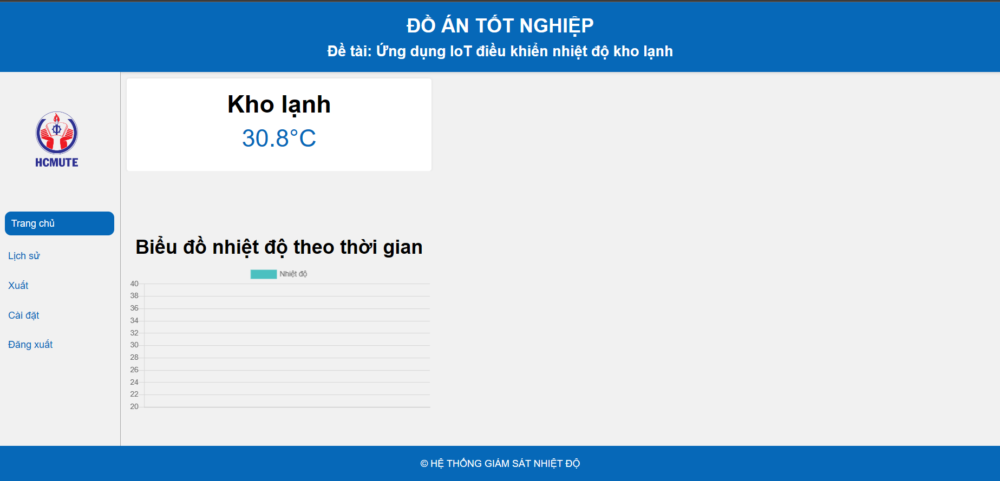 ĐỒ ÁN TỐT NGHIỆP
Đề tài: Ứng dụng IoT điều khiển nhiệt độ kho lạnh
HCMUTE
Trang chủ
Lịch sử
Xuất
Cài đặt
Đăng xuất
Kho lạnh
30.8°C
Biểu đồ nhiệt độ theo thời gian
Nhiệt độ
40
38
36
34
32
30
28
26
24
22
20
© HỆ THỐNG GIÁM SÁT NHIỆT ĐỘ